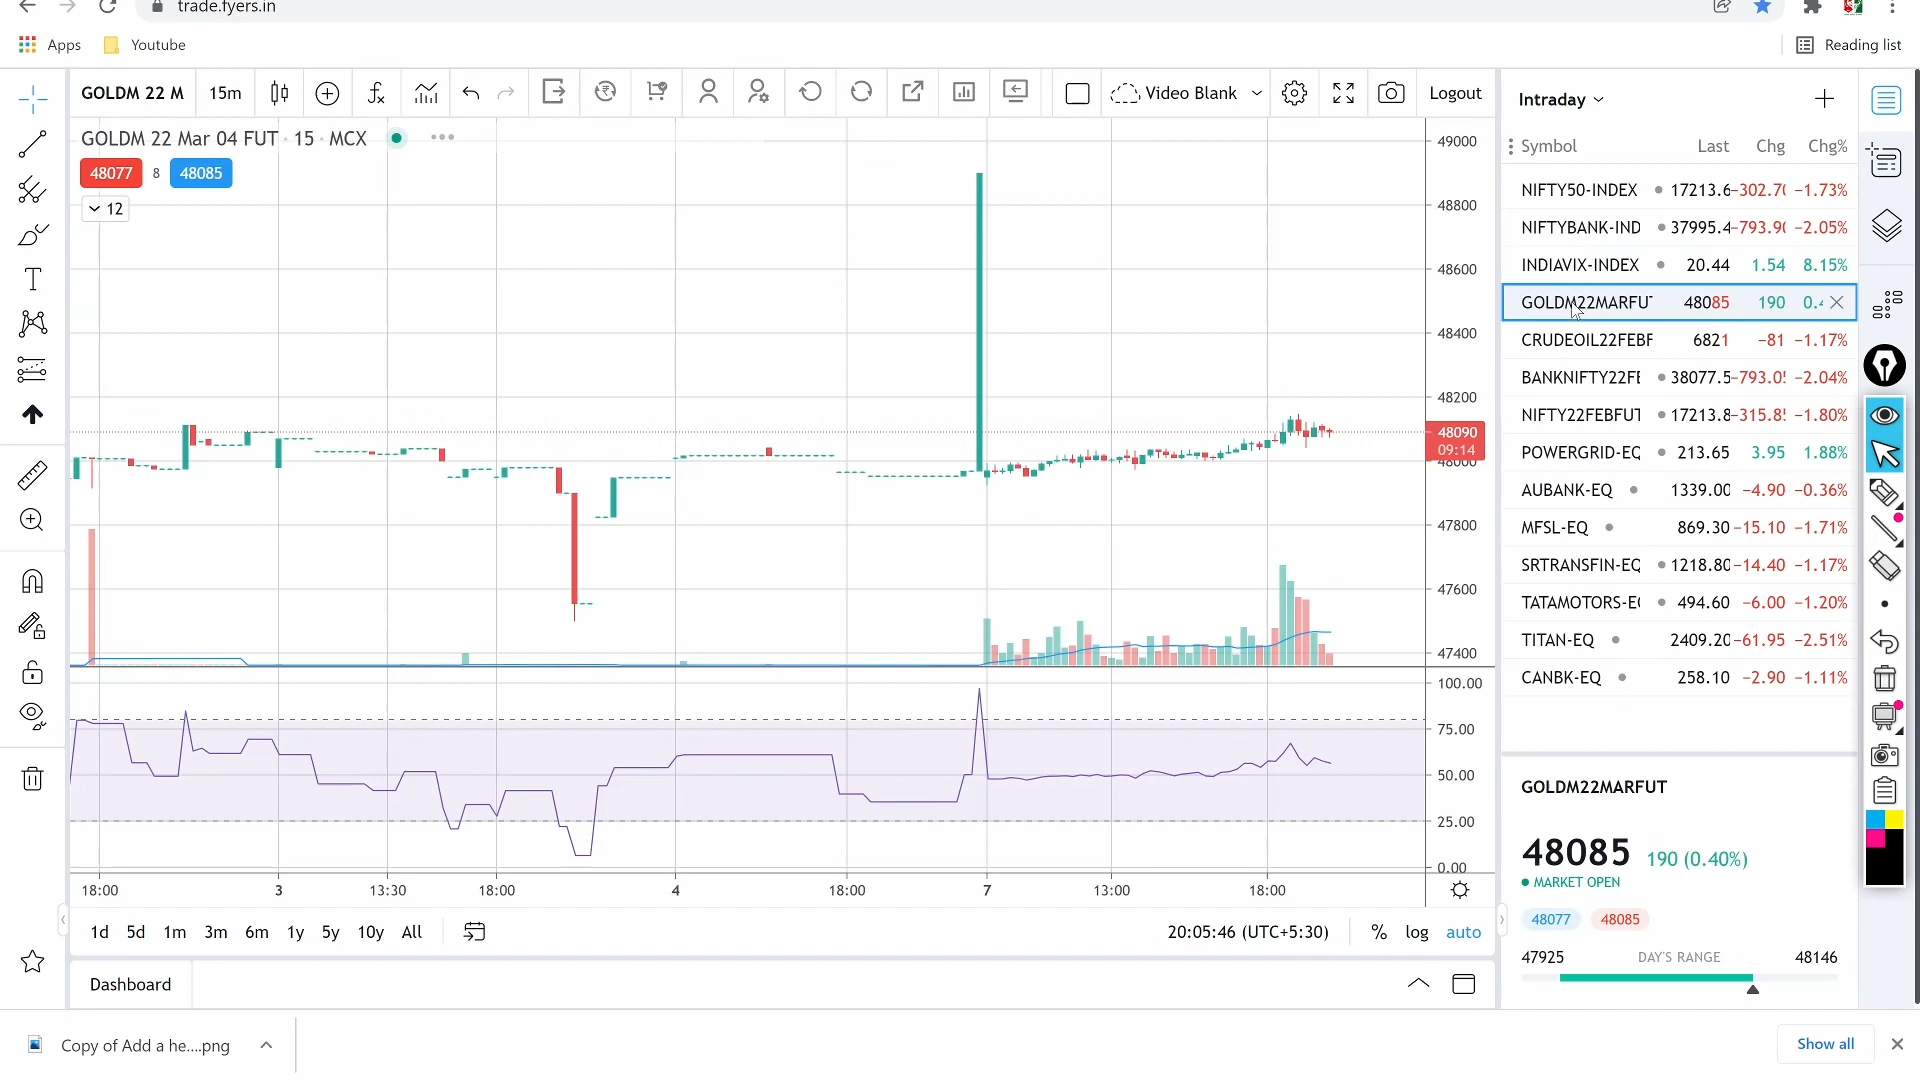 trade.fyers.in
Apps
Youtube
Reading list
GOLDM 22 M
15m
Video Blank
Logout
GOLDM 22 Mar 04 FUT · 15 · MCX
48077
8
48085
12
49000
48800
48600
48400
48200
48090
09:14
48000
47800
47600
47400
100.00
75.00
50.00
25.00
0.00
18:00 3 13:30 18:00 4 18:00 7 13:00 18:00
1d 5d 1m 3m 6m 1y 5y 10y All
20:05:46 (UTC+5:30)
% log auto
Dashboard
Intraday
Symbol Last Chg Chg%
NIFTY50-INDEX 17213.6 −302.70 −1.73%
NIFTYBANK-IND 37995.4 −793.90 −2.05%
INDIAVIX-INDEX 20.44 1.54 8.15%
GOLDM22MARFUT 48085 190 0.4
CRUDEOIL22FEBF 6821 −81 −1.17%
BANKNIFTY22FE 38077.5 −793.05 −2.04%
NIFTY22FEBFUT 17213.8 −315.85 −1.80%
POWERGRID-EQ 213.65 3.95 1.88%
AUBANK-EQ 1339.00 −4.90 −0.36%
MFSL-EQ 869.30 −15.10 −1.71%
SRTRANSFIN-EQ 1218.80 −14.40 −1.17%
TATAMOTORS-E 494.60 −6.00 −1.20%
TITAN-EQ 2409.20 −61.95 −2.51%
CANBK-EQ 258.10 −2.90 −1.11%
GOLDM22MARFUT
48085 190 (0.40%)
MARKET OPEN
48077 48085
47925 DAY'S RANGE 48146
Copy of Add a he....png
Show all